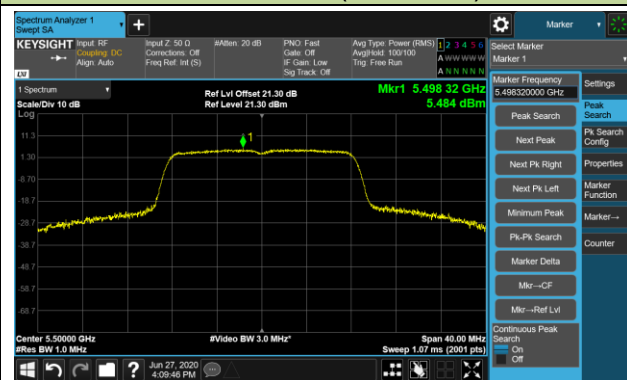 Spectrum Analyzer 1
Swept SA
Marker
KEYSIGHT
Input: RF
Coupling: DC
Align: Auto
Input Z: 50 Ω
Corrections: Off
Freq Ref: Int (S)
#Atten: 20 dB
PNO: Fast
Gate: Off
IF Gain: Low
Sig Track: Off
Avg Type: Power (RMS)
Avg|Hold: 100/100
Trig: Free Run
1 2 3 4 5 6
A W W W W W
A N N N N N
LXI
Select Marker
Marker 1
1 Spectrum
Scale/Div 10 dB
Log
Ref Lvl Offset 21.30 dB
Ref Level 21.30 dBm
Mkr1 5.498 32 GHz
5.484 dBm
11.3
1.30
-8.70
-18.7
-28.7
-38.7
-48.7
-58.7
-68.7
1
Center 5.50000 GHz
#Res BW 1.0 MHz
#Video BW 3.0 MHz*
Span 40.00 MHz
Sweep 1.07 ms (2001 pts)
Marker Frequency
5.498320000 GHz
Peak Search
Next Peak
Next Pk Right
Next Pk Left
Minimum Peak
Pk-Pk Search
Marker Delta
Mkr→CF
Mkr→Ref Lvl
Continuous Peak
Search
On
Off
Settings
Peak
Search
Pk Search
Config
Properties
Marker
Function
Marker→
Counter
Jun 27, 2020
4:09:46 PM